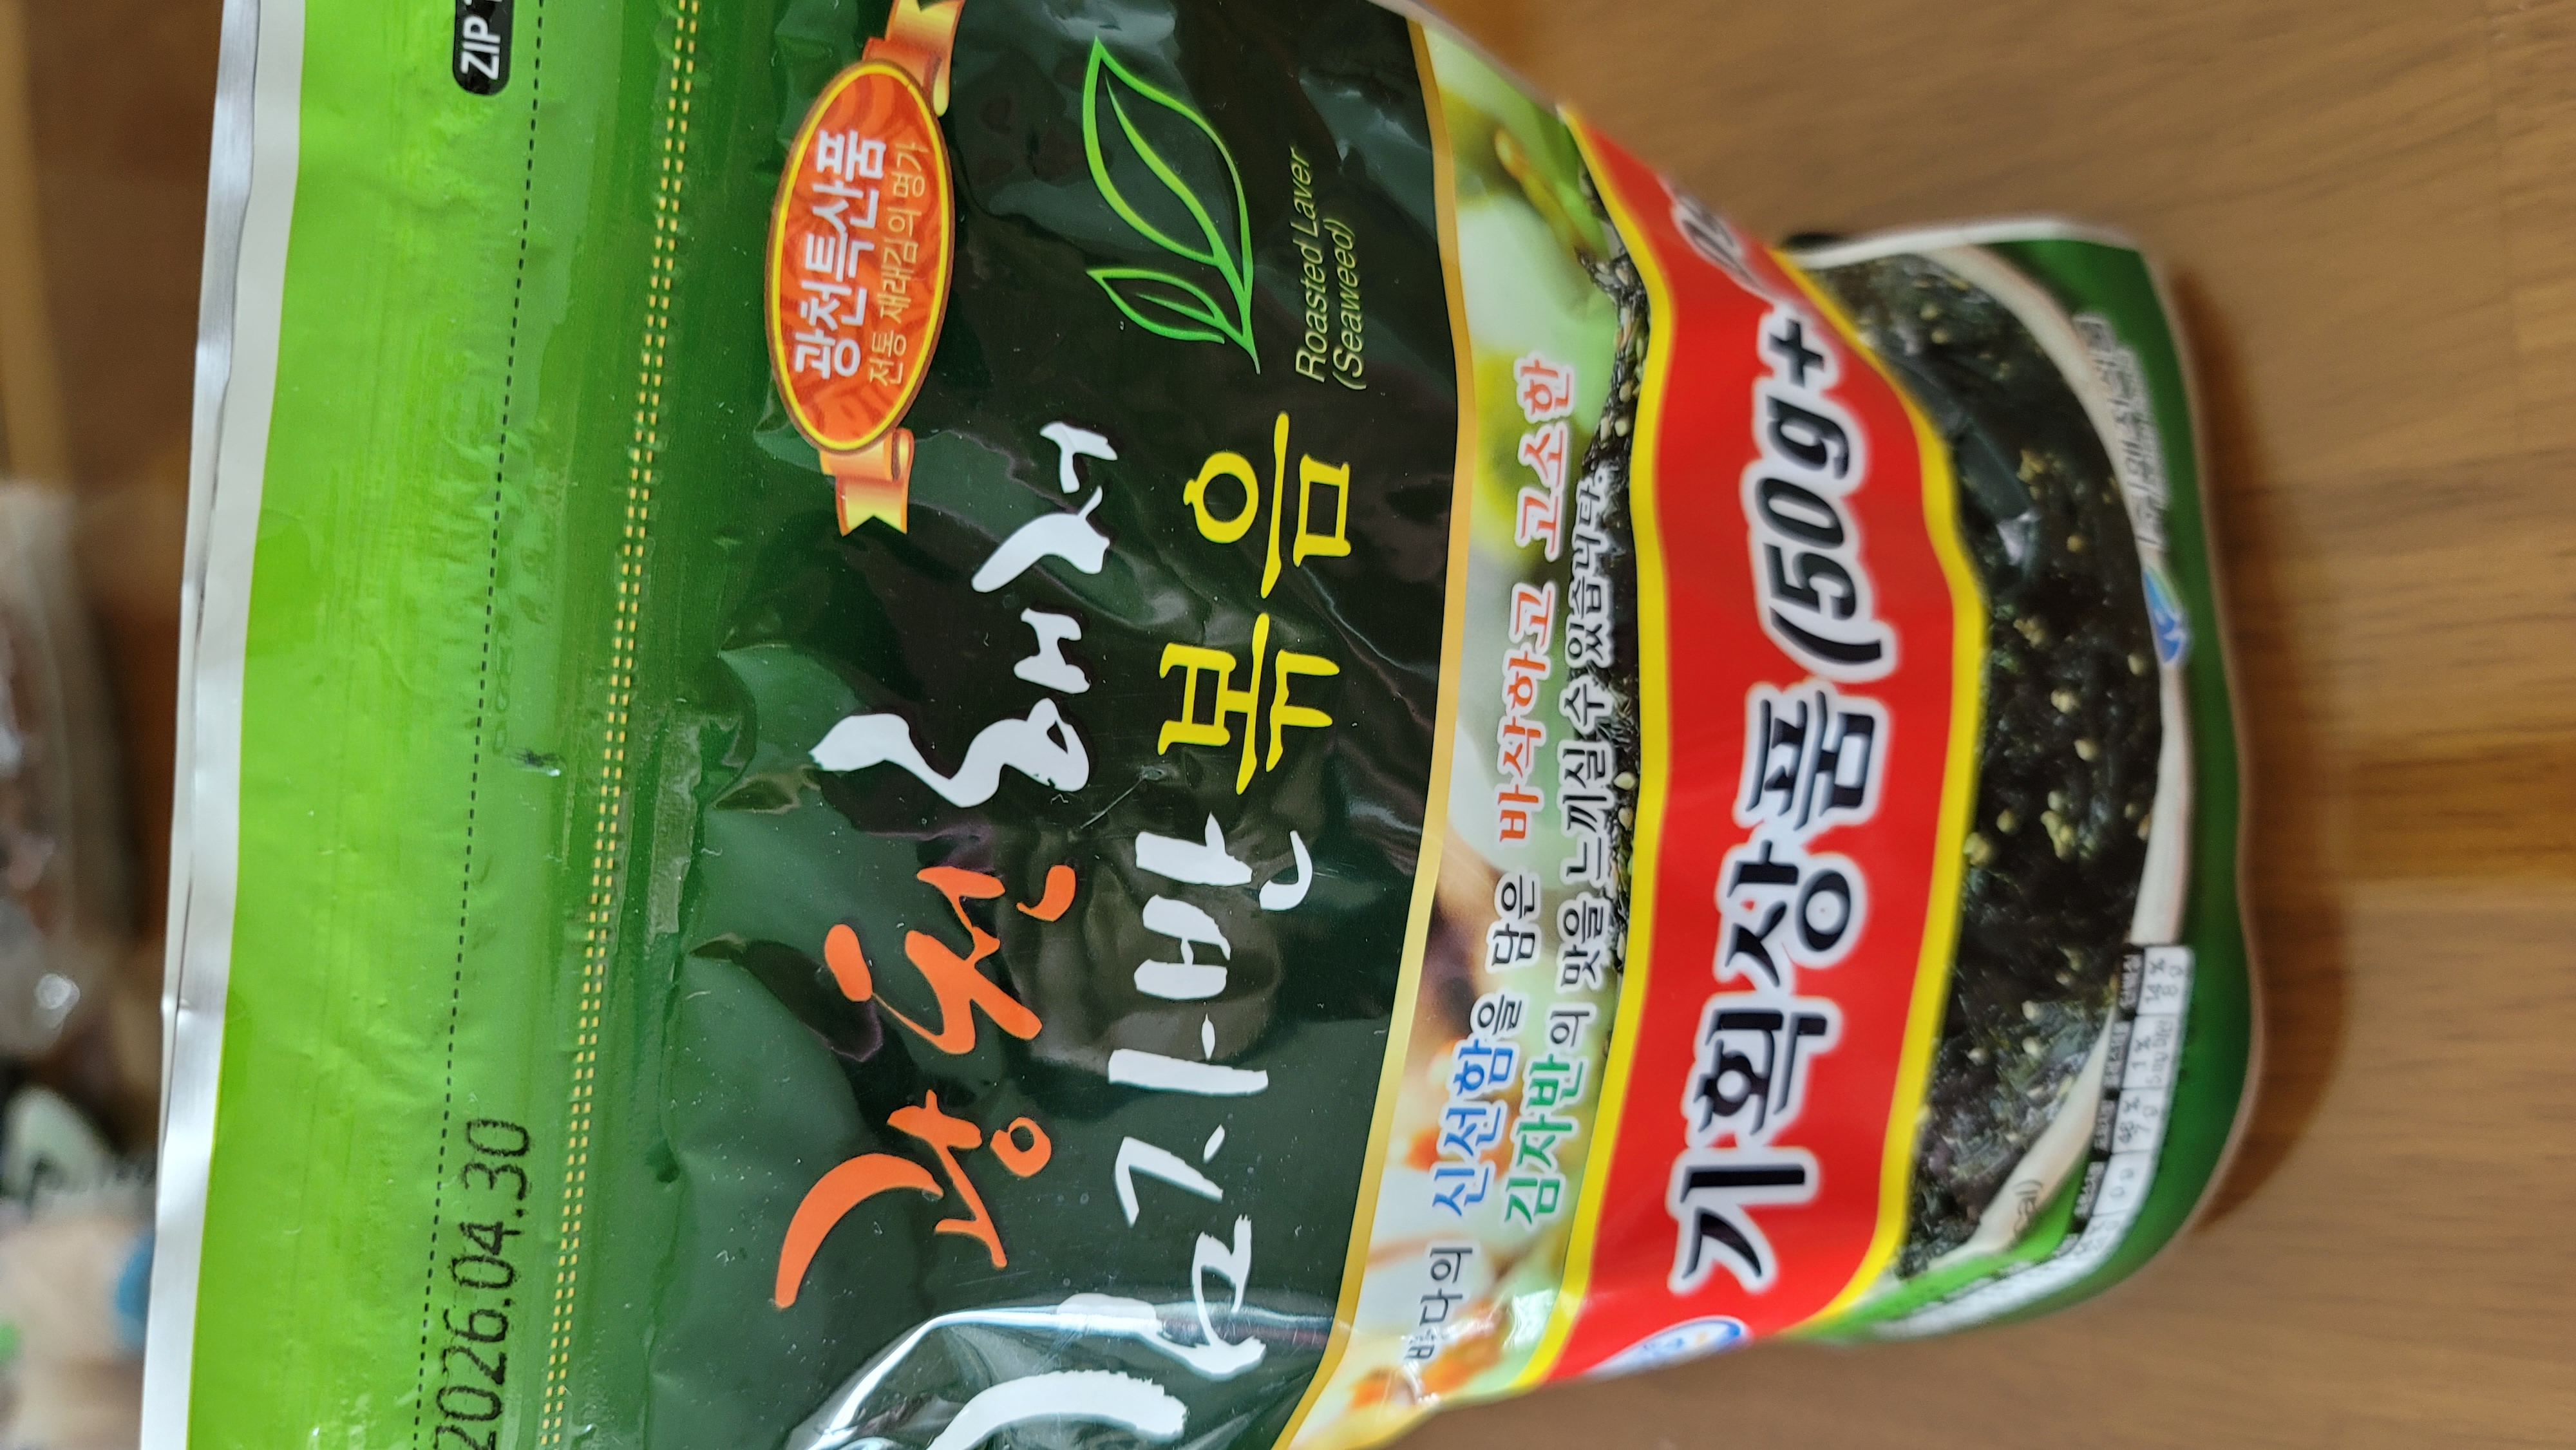 ZIP
2026.04.30
광천특산품
전통 재래김의 명가
광천 재래
김자반볶음
Roasted Laver
(Seaweed)
바다의 신선함을 담은 바삭하고 고소한
김자반의 맛을 느끼실 수 있습니다.
기획상품(50g+